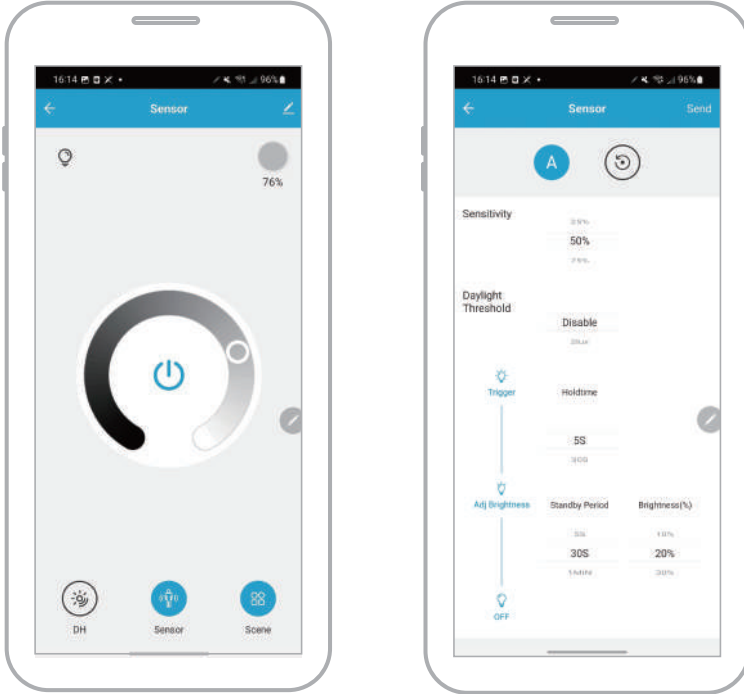 16:14
96%
Sensor
76%
DH
Sensor
Scene
16:14
96%
Sensor
Send
A
Sensitivity
25%
50%
75%
Daylight
Threshold
Disable
Trigger
Holdtime
5S
30S
Adj Brightness
Standby Period
Brightness(%)
5S
10%
30S
20%
1MIN
30%
OFF